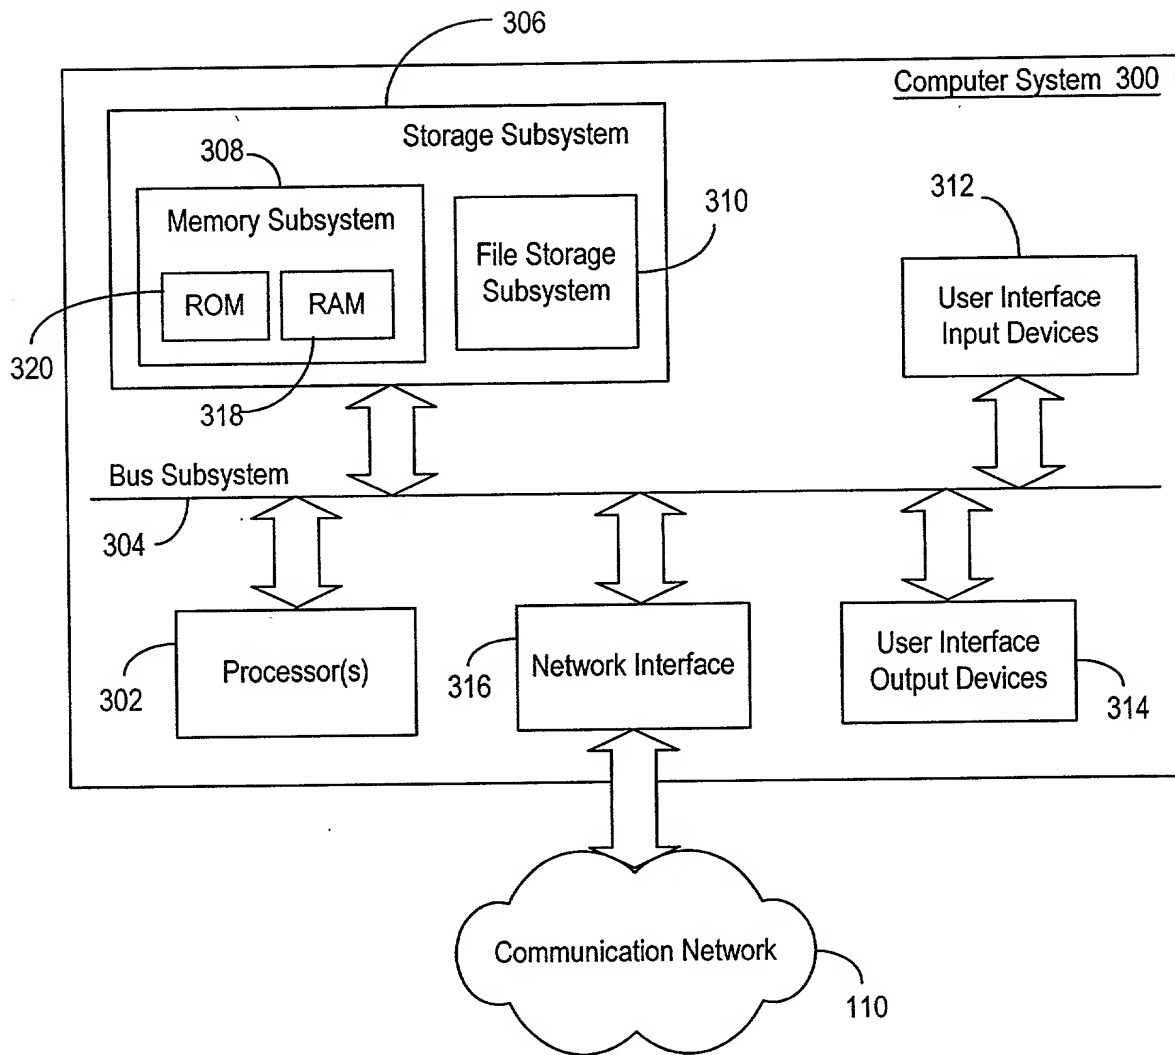 306
Computer System 300
Storage Subsystem
308
Memory Subsystem
310
312
File Storage
Subsystem
ROM
RAM
User Interface
Input Devices
320
318
Bus Subsystem
304
Processor(s)
302
Network Interface
316
User Interface
Output Devices
314
Communication Network
110